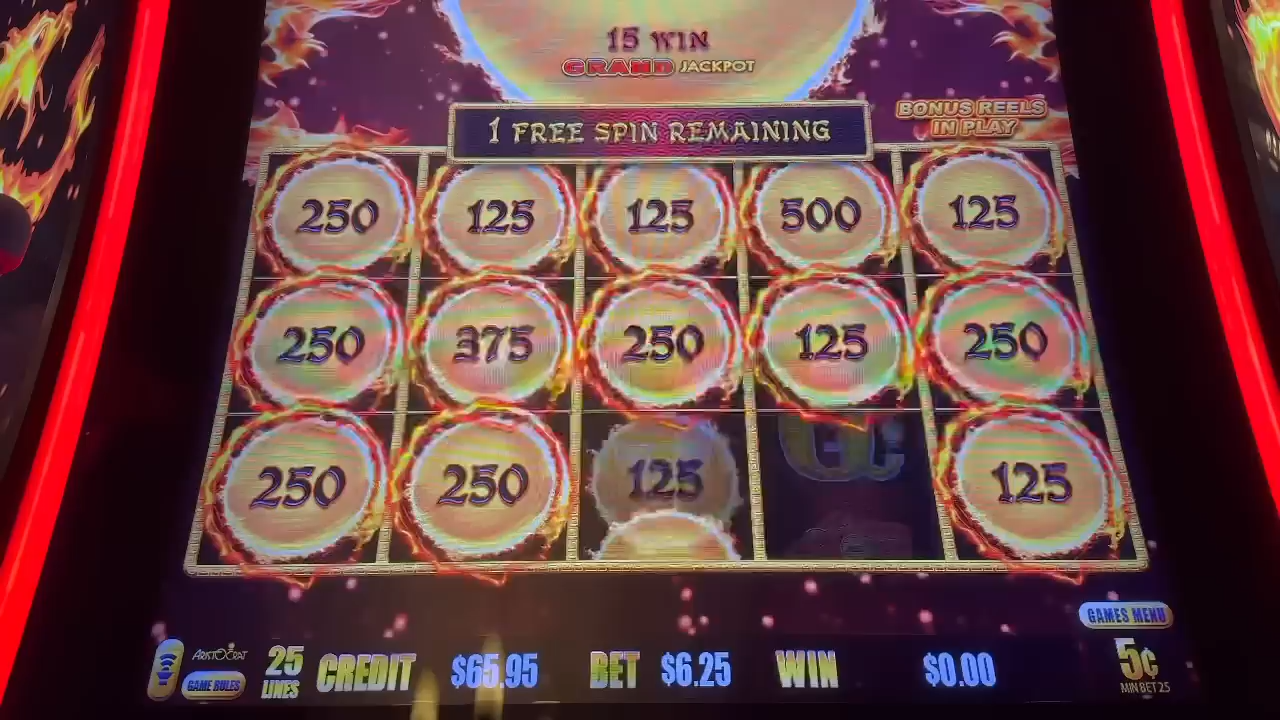 15 WIN
GRAND JACKPOT
1 FREE SPIN REMAINING
BONUS REELS
IN PLAY
250 125 125 500 125
250 375 250 125 250
250 250 125 125
GAMES MENU
ARISTOCRAT
GAME RULES
25
LINES
CREDIT $65.95 BET $6.25 WIN $0.00
5¢
MIN BET 25